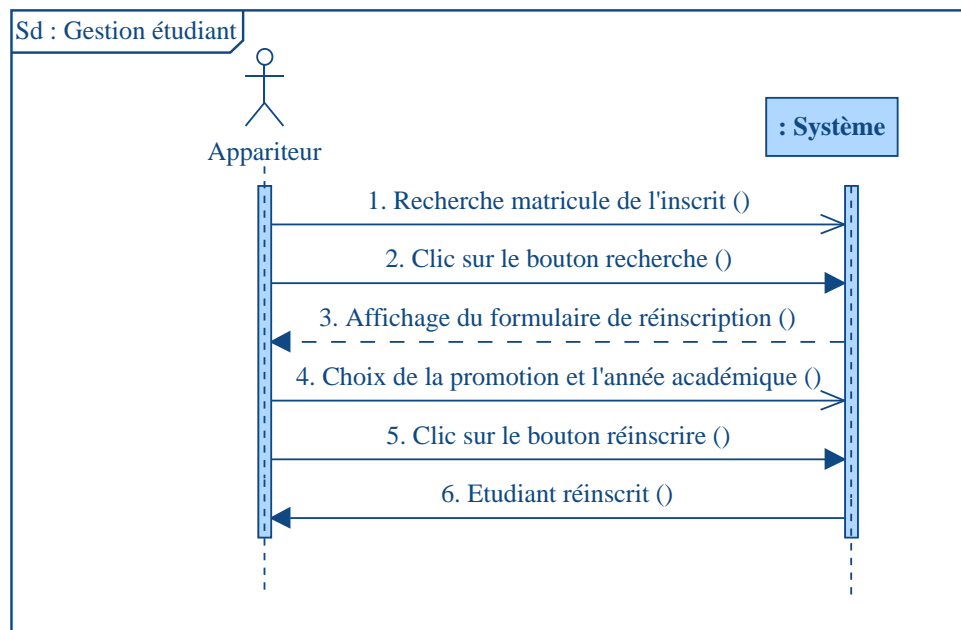 Sd : Gestion étudiant
Appariteur
: Système
1. Recherche matricule de l'inscrit ()
2. Clic sur le bouton recherche ()
3. Affichage du formulaire de réinscription ()
4. Choix de la promotion et l'année académique ()
5. Clic sur le bouton réinscrire ()
6. Etudiant réinscrit ()